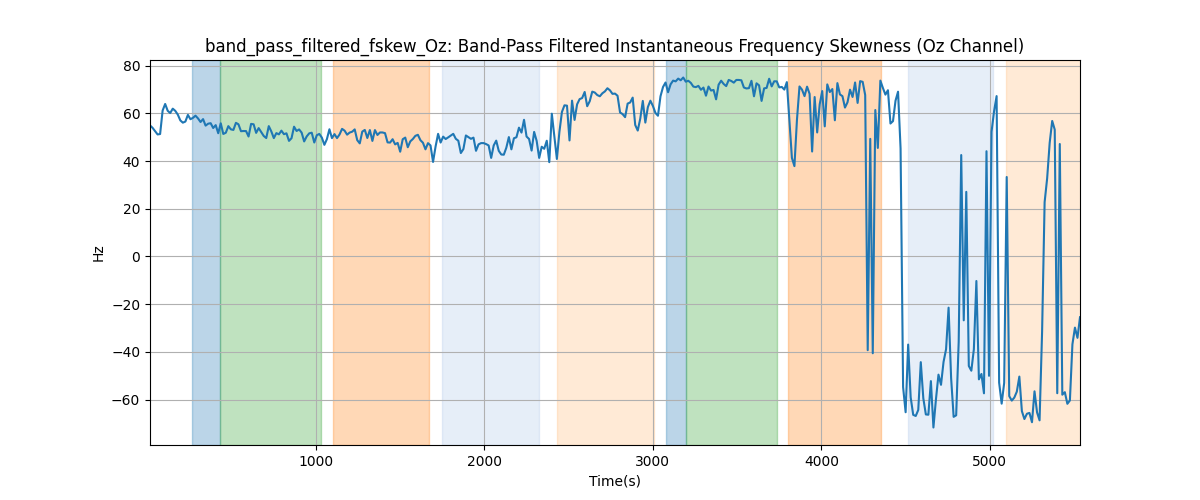 band_pass_filtered_fskew_Oz: Band-Pass Filtered Instantaneous Frequency Skewness (Oz Channel)
80
60
40
20
0
−20
−40
−60
Hz
1000 2000 3000 4000 5000
Time(s)